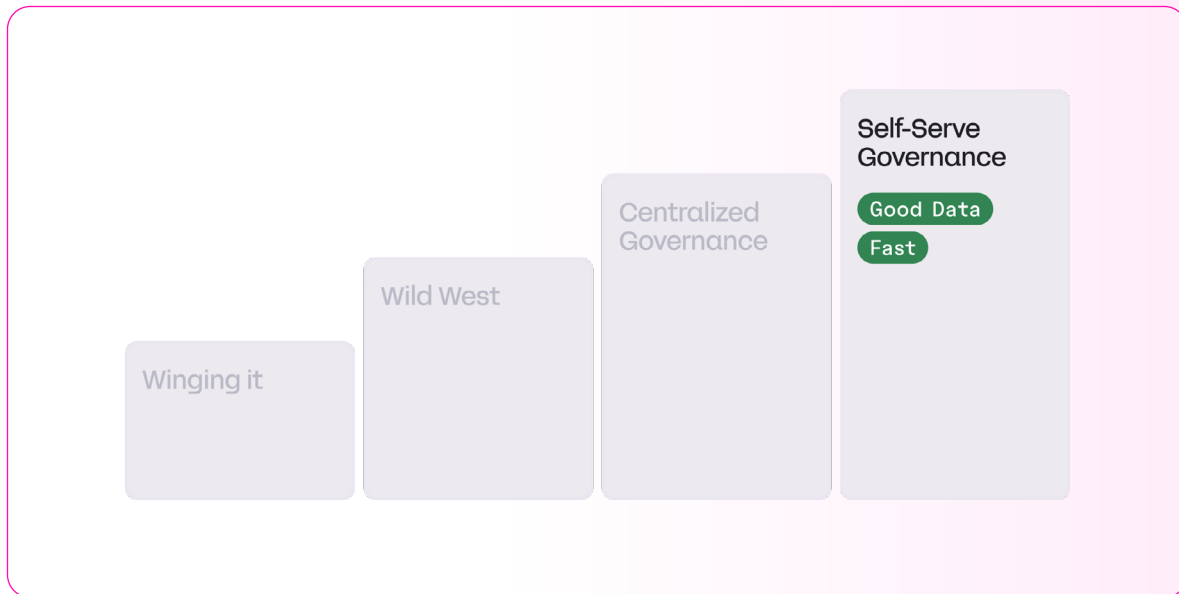 Winging it
Wild West
Centralized
Governance
Self-Serve
Governance
Good Data
Fast